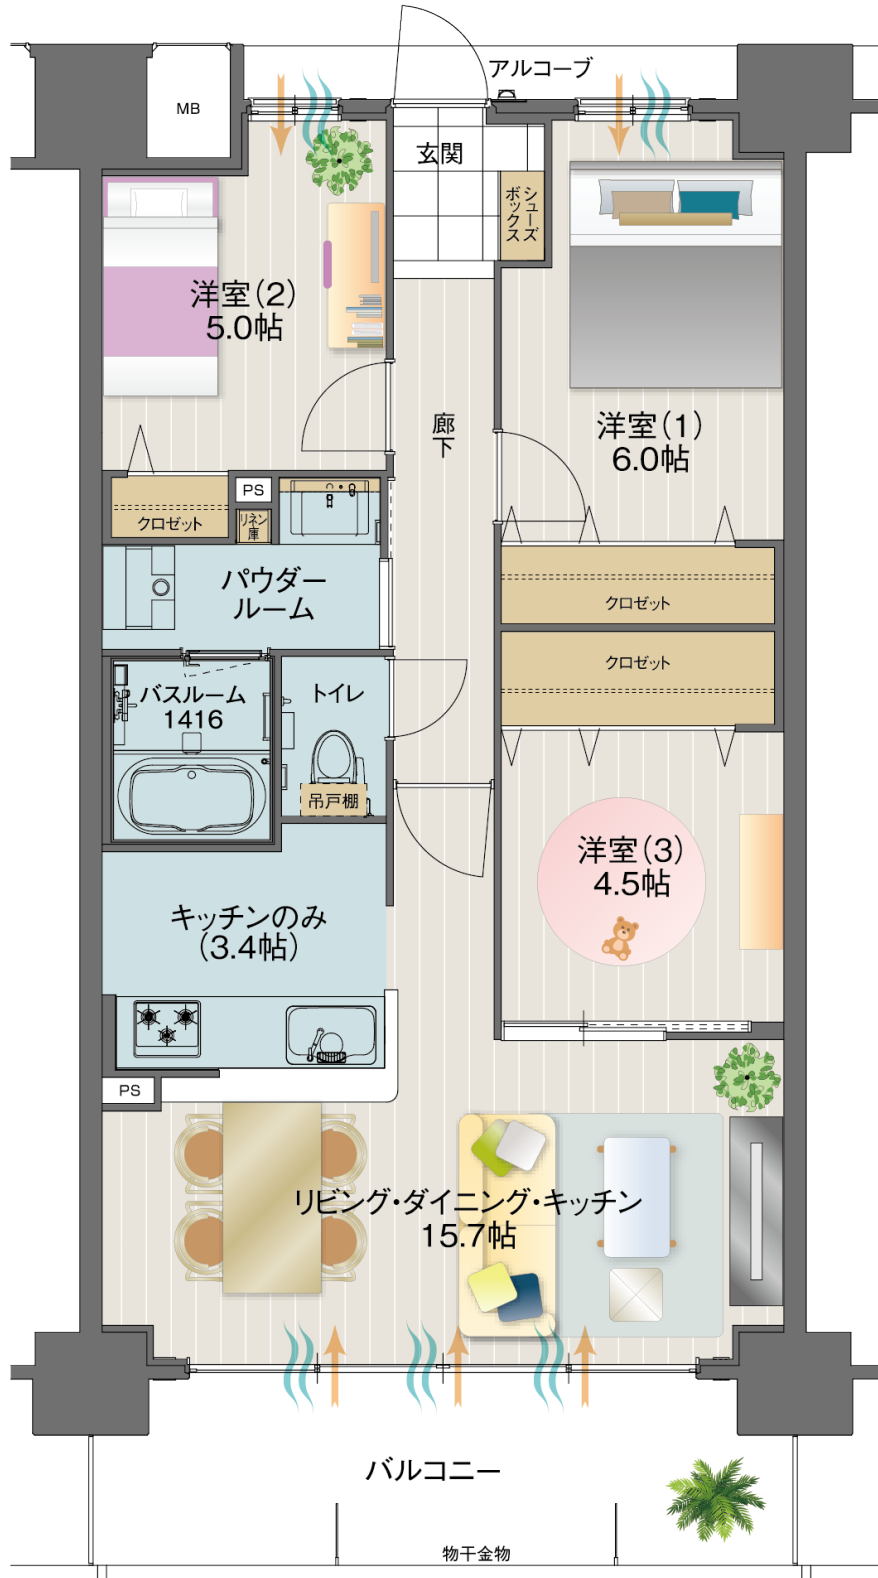 アルコーブ
MB
玄関
シューズ
ボックス
洋室(2)
5.0帖
廊下
洋室(1)
6.0帖
PS
クロゼット
リネン
庫
パウダー
ルーム
クロゼット
クロゼット
バスルーム
1416
トイレ
吊戸棚
洋室(3)
4.5帖
キッチンのみ
(3.4帖)
PS
リビング・ダイニング・キッチン
15.7帖
バルコニー
物干金物